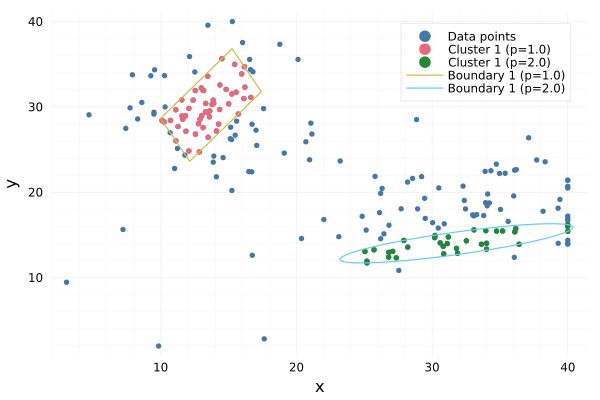 40
30
20
10
y
Data points
Cluster 1 (p=1.0)
Cluster 1 (p=2.0)
Boundary 1 (p=1.0)
Boundary 1 (p=2.0)
10
20
30
40
x